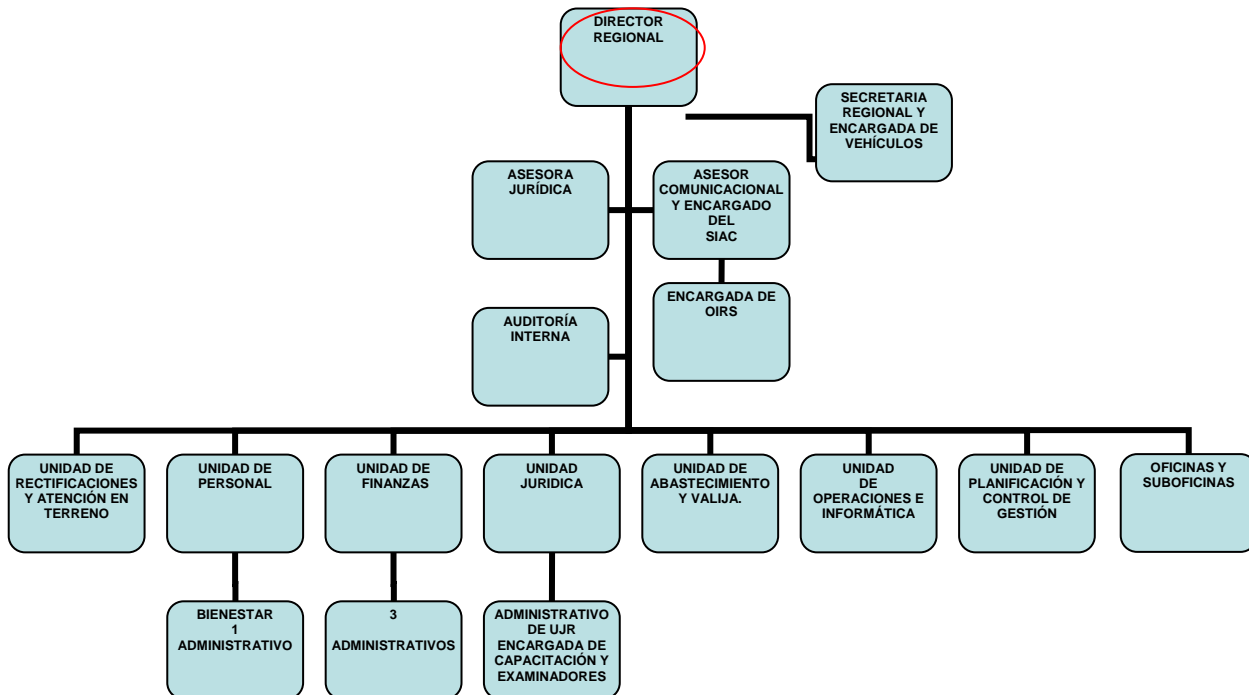 DIRECTOR
REGIONAL
SECRETARIA
REGIONAL Y
ENCARGADA DE
VEHÍCULOS
ASESORA
JURÍDICA
ASESOR
COMUNICACIONAL
Y ENCARGADO
DEL
SIAC
ENCARGADA DE
OIRS
AUDITORÍA
INTERNA
UNIDAD DE
RECTIFICACIONES
Y ATENCIÓN EN
TERRENO
UNIDAD DE
PERSONAL
UNIDAD DE
FINANZAS
UNIDAD
JURIDICA
UNIDAD DE
ABASTECIMIENTO
Y VALIJA.
UNIDAD
DE
OPERACIONES E
INFORMÁTICA
UNIDAD DE
PLANIFICACIÓN Y
CONTROL DE
GESTIÓN
OFICINAS Y
SUBOFICINAS
BIENESTAR
1
ADMINISTRATIVO
3
ADMINISTRATIVOS
ADMINISTRATIVO
DE UJR
ENCARGADA DE
CAPACITACIÓN Y
EXAMINADORES